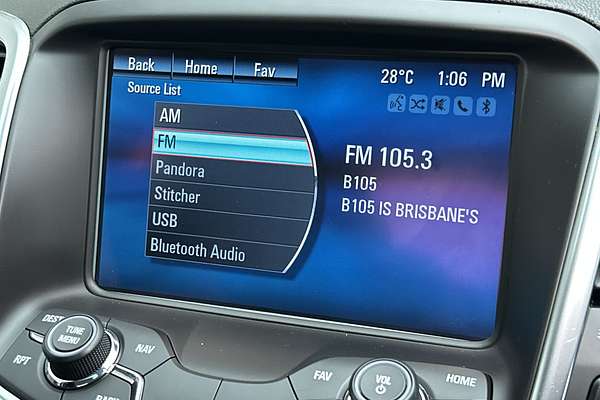 Back Home Fav 28°C 1:06 PM
Source List
AM
FM
Pandora
Stitcher
USB
Bluetooth Audio
FM 105.3
B105
B105 IS BRISBANE'S
TUNE
MENU
NAV
RPT
BACK
FAV
VOL
HOME